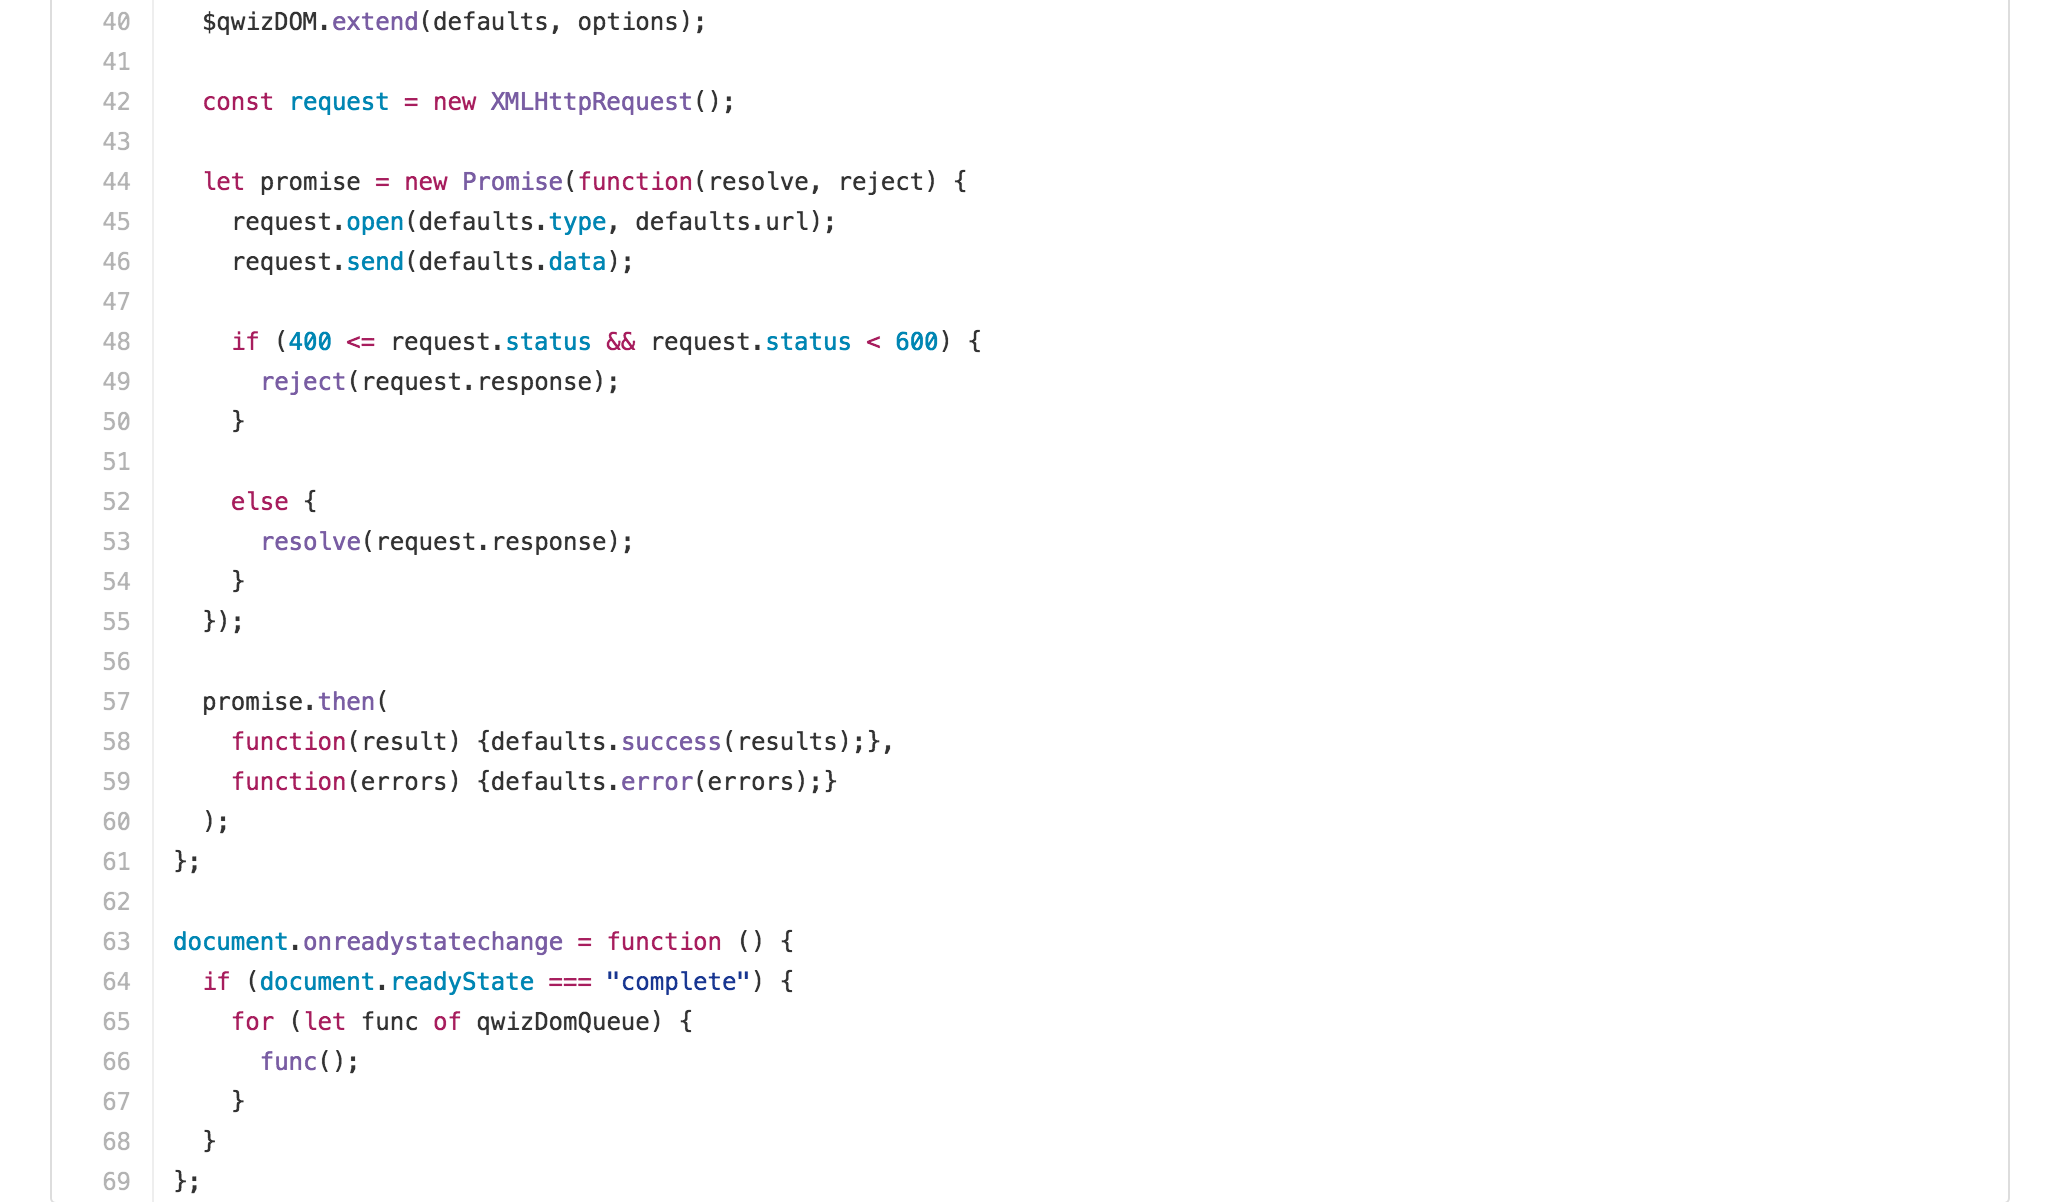 40 $qwizDOM.extend(defaults, options);
41
42 const request = new XMLHttpRequest();
43
44 let promise = new Promise(function(resolve, reject) {
45 request.open(defaults.type, defaults.url);
46 request.send(defaults.data);
47
48 if (400 <= request.status && request.status < 600) {
49 reject(request.response);
50 }
51
52 else {
53 resolve(request.response);
54 }
55 });
56
57 promise.then(
58 function(result) {defaults.success(results);},
59 function(errors) {defaults.error(errors);}
60 );
61 };
62
63 document.onreadystatechange = function () {
64 if (document.readyState === "complete") {
65 for (let func of qwizDomQueue) {
66 func();
67 }
68 }
69 };